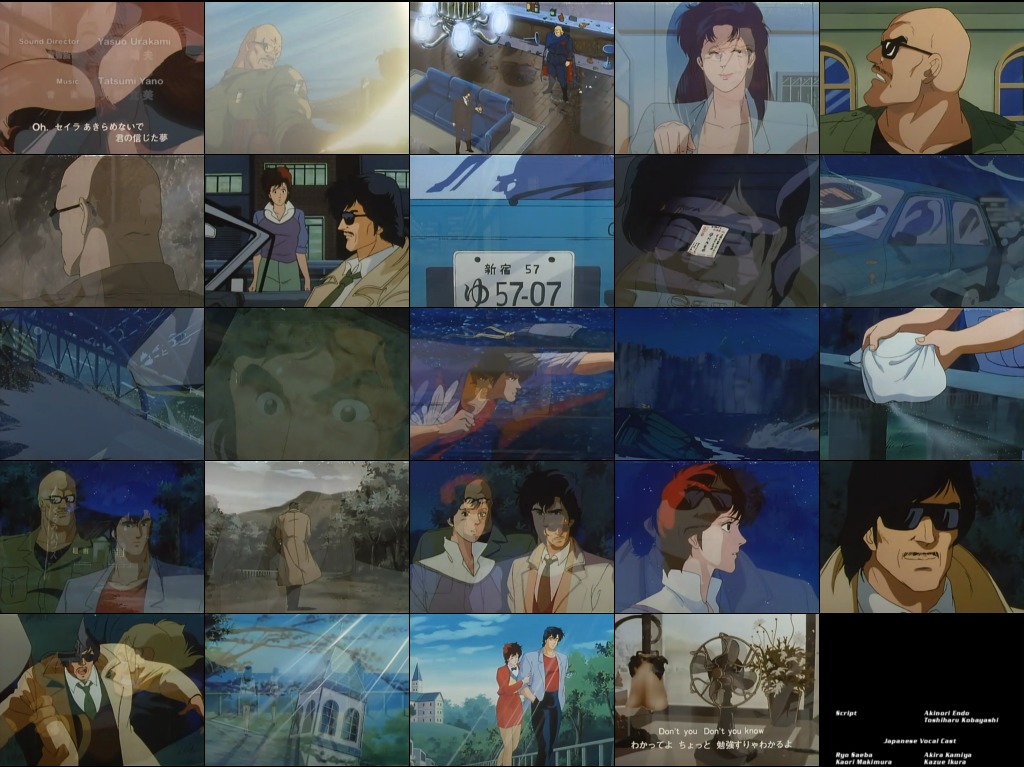 Sound Director Yasuo Urakami
Music Tatsumi Yano
Oh, セイラ あきらめないで
君の信じた夢
新宿 57
ゆ 57-07
Don't you Don't you know
わかってよ ちょっと 勉強すりゃわかるよ
Script Akinori Endo
Toshiharu Kobayashi
Japanese Vocal Cast
Ryo Saeba Akira Kamiya
Kaori Makimura Kazue Ikura